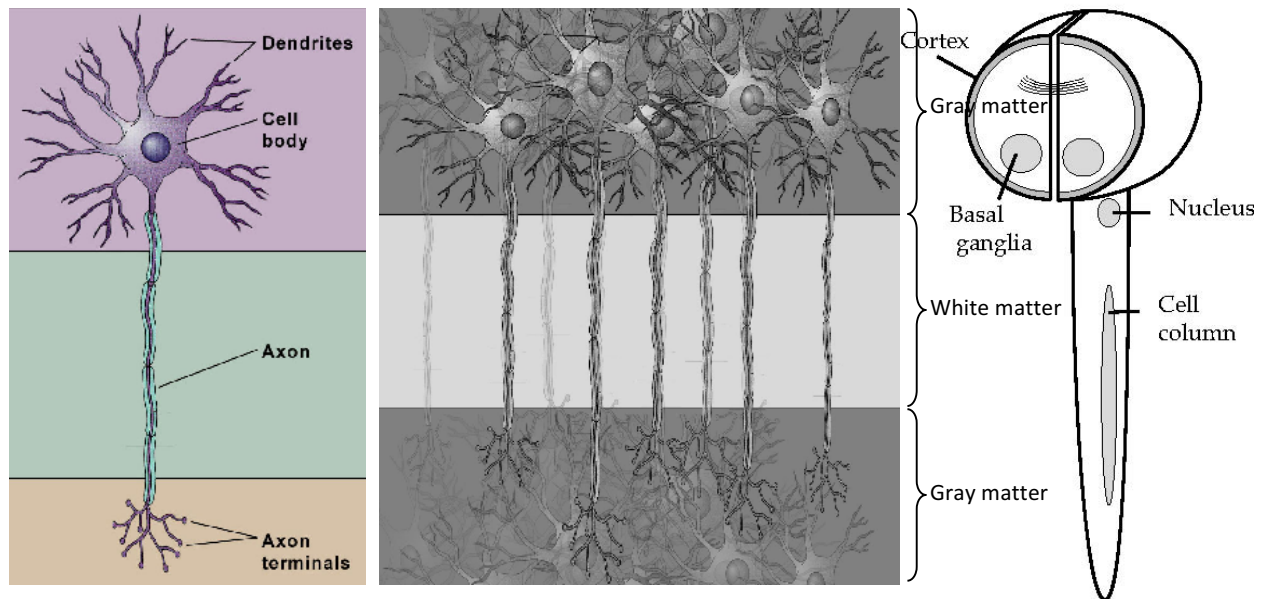 Dendrites
Cell
body
Axon
Axon
terminals
Gray matter
White matter
Gray matter
Cortex
Basal
ganglia
Nucleus
Cell
column